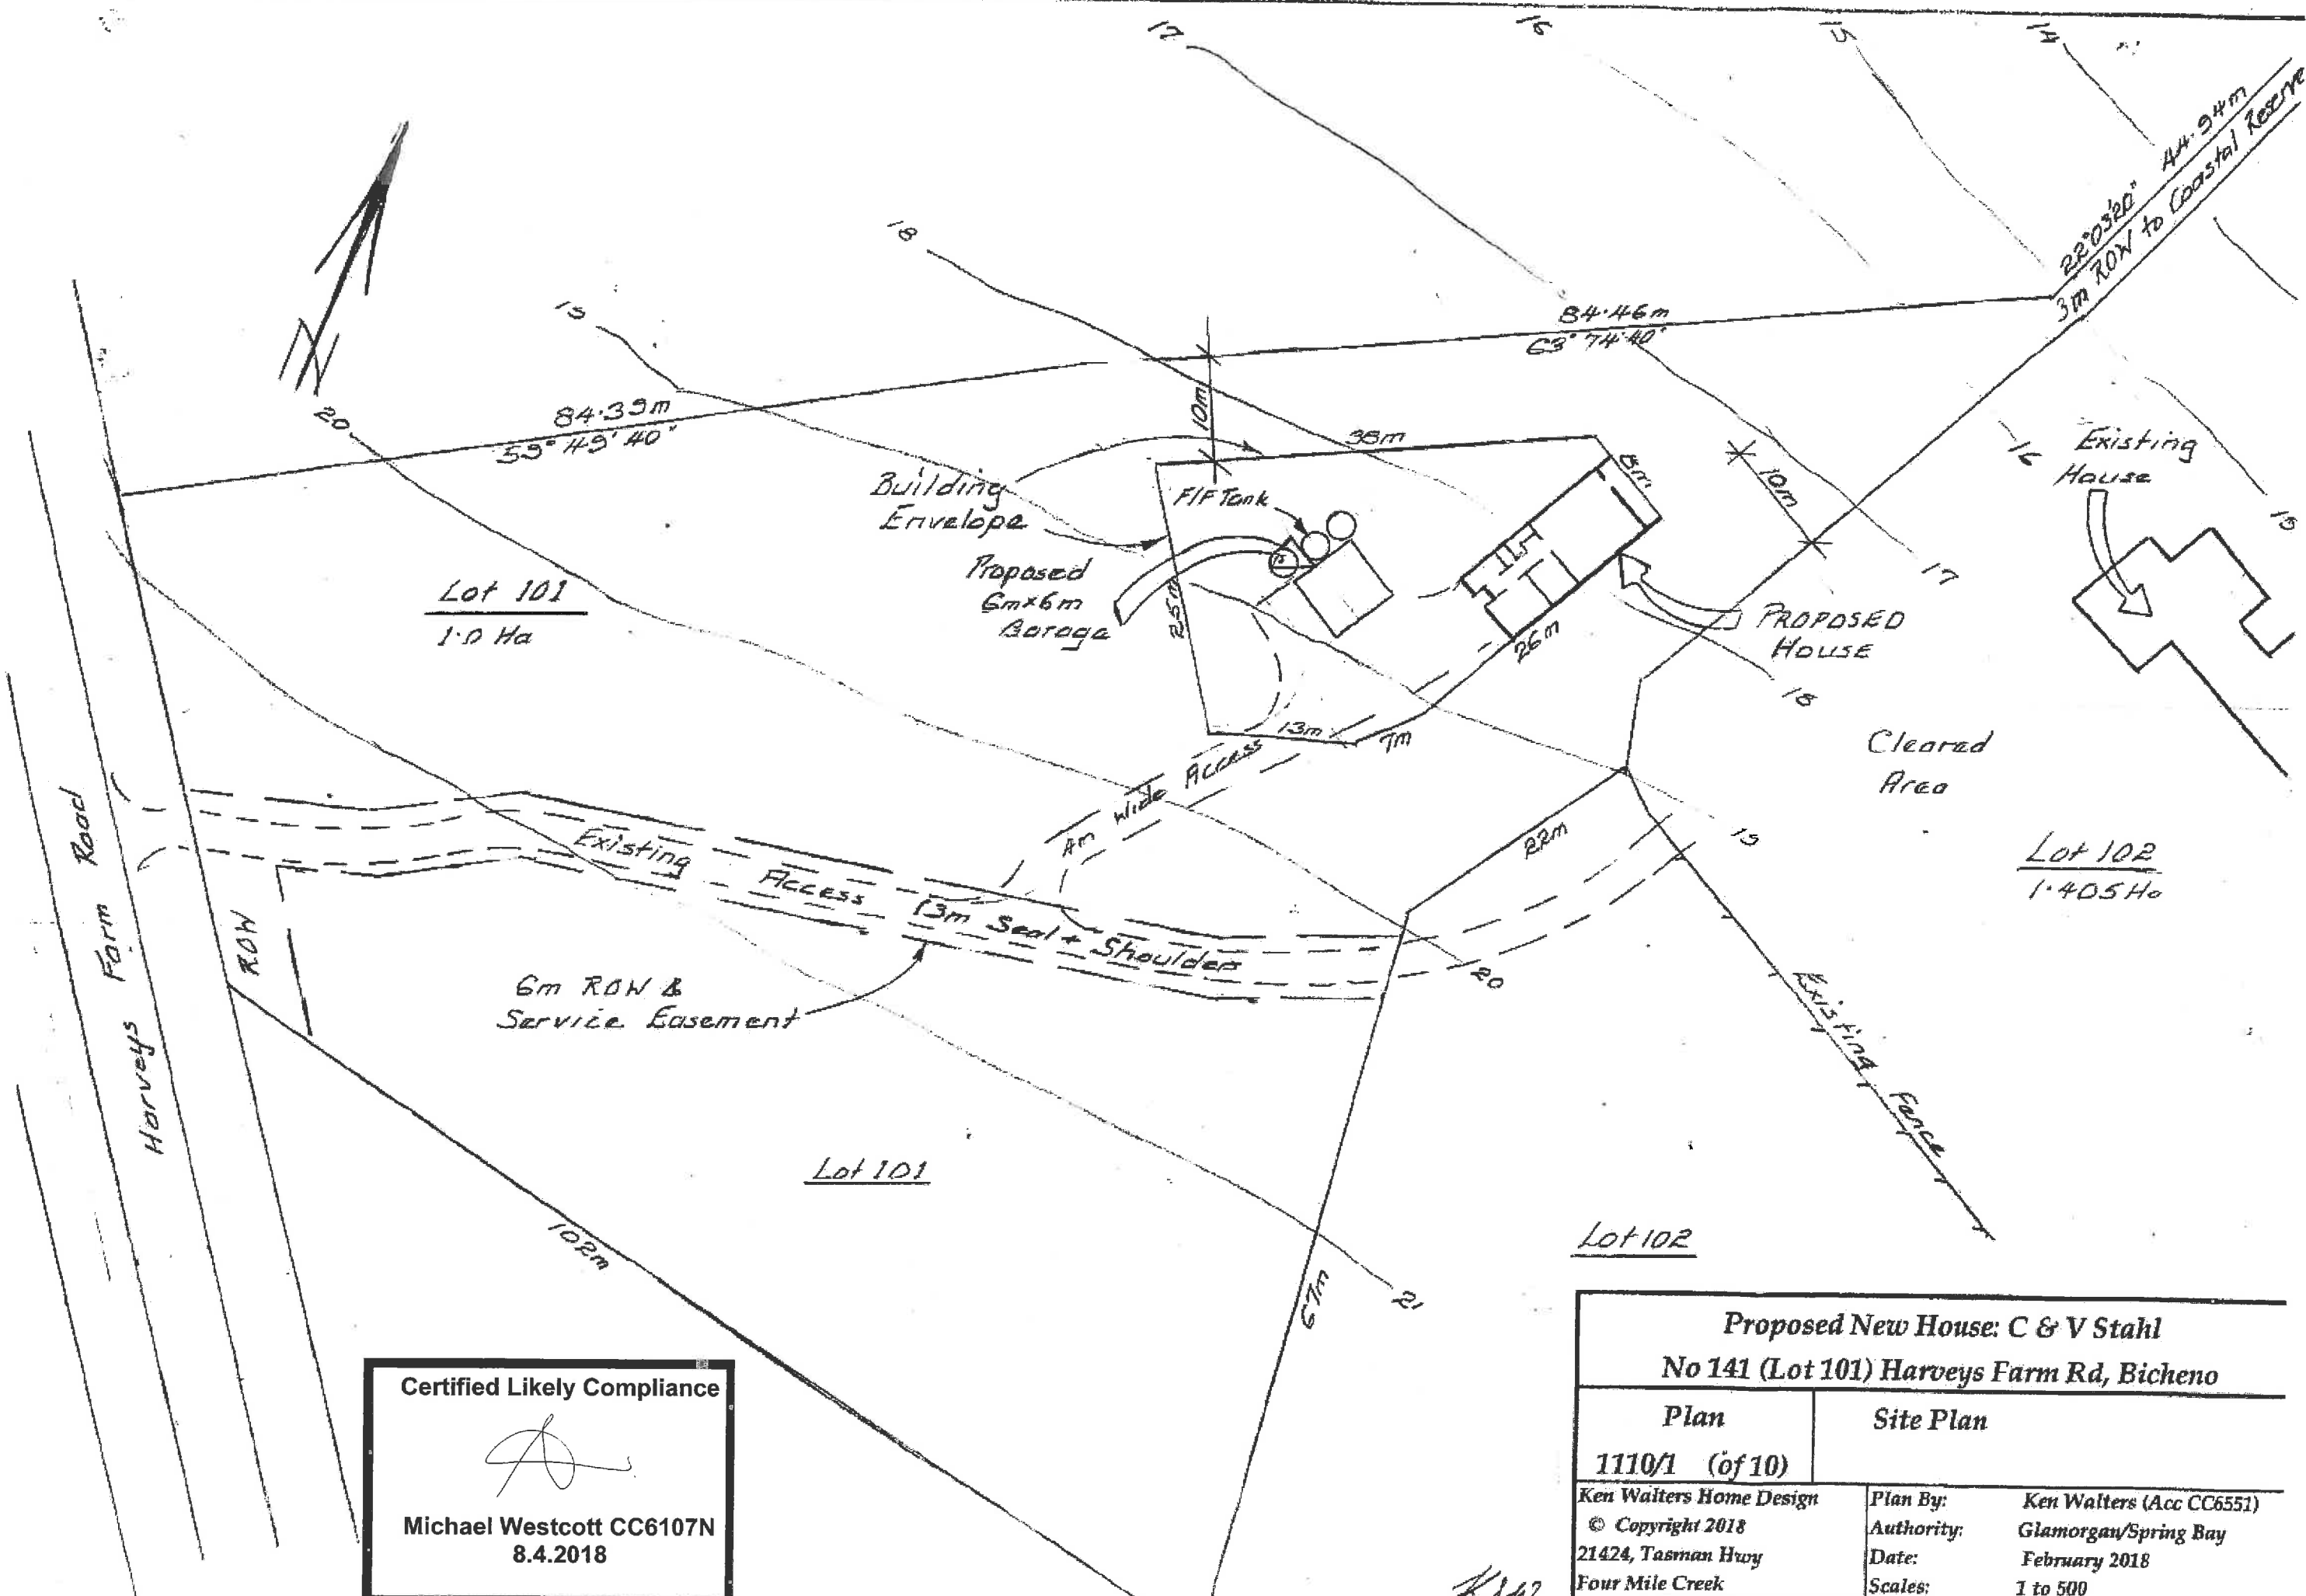 17
16
15
14
44.94m
22°03'20"
3m ROW to Coastal Reserve
18
19
N
20
84.46m
63° 74' 40"
84.39m
59° 49' 40"
10m
38m
8m
10m
16
Existing
House
15
17
Building
Envelope
F/F Tank
Proposed
6m x 6m
Garage
25m
26m
PROPOSED
HOUSE
18
Lot 101
1.0 Ha
13m
7m
Cleared
Area
4m Wide Access
22m
19
Lot 102
1.405 Ha
Harveys Farm Road
ROW
Existing Access (3m Seal + Shoulders
20
6m ROW &
Service Easement
Existing Fence
Lot 101
102m
67m
21
Lot 102
Certified Likely Compliance
Michael Westcott CC6107N
8.4.2018
Proposed New House: C & V Stahl
No 141 (Lot 101) Harveys Farm Rd, Bicheno
Plan
1110/1 (of 10)
Site Plan
Ken Walters Home Design
© Copyright 2018
21424, Tasman Hwy
Four Mile Creek
Plan By: Ken Walters (Acc CC6551)
Authority: Glamorgan/Spring Bay
Date: February 2018
Scales: 1 to 500